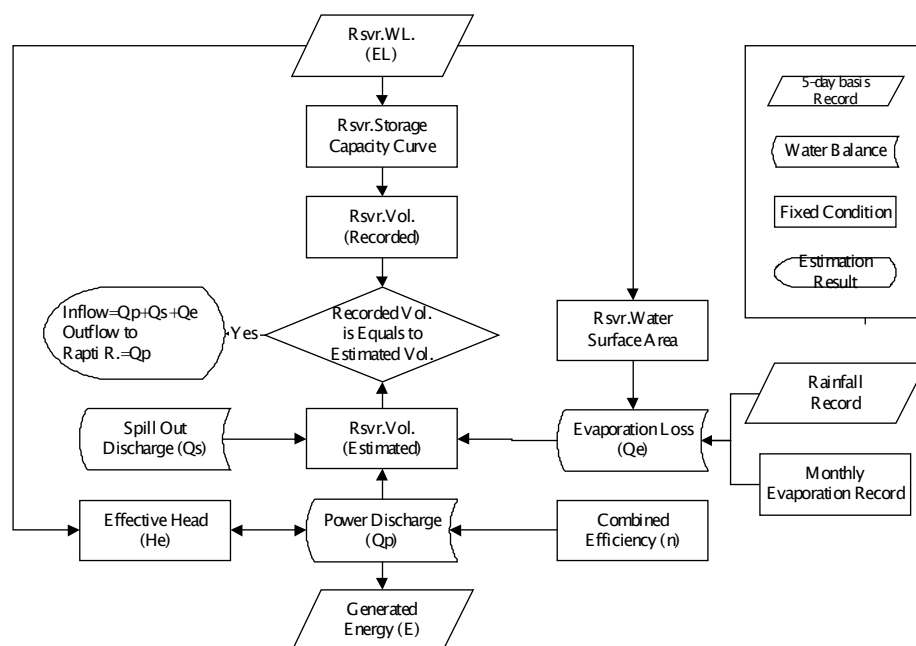 Rsvr.WL.
(EL)
5-day basis
Record
Rsvr.Storage
Capacity Curve
Water Balance
Rsvr.Vol.
(Recorded)
Fixed Condition
Estimation
Result
Inflow=Qp+Qs+Qe
Outflow to
Rapti R.=Qp
Yes
Recorded Vol.
is Equals to
Estimated Vol.
Rsvr.Water
Surface Area
Rainfall
Record
Spill Out
Discharge (Qs)
Rsvr.Vol.
(Estimated)
Evaporation Loss
(Qe)
Monthly
Evaporation Record
Effective Head
(He)
Power Discharge
(Qp)
Combined
Efficiency (n)
Generated
Energy (E)